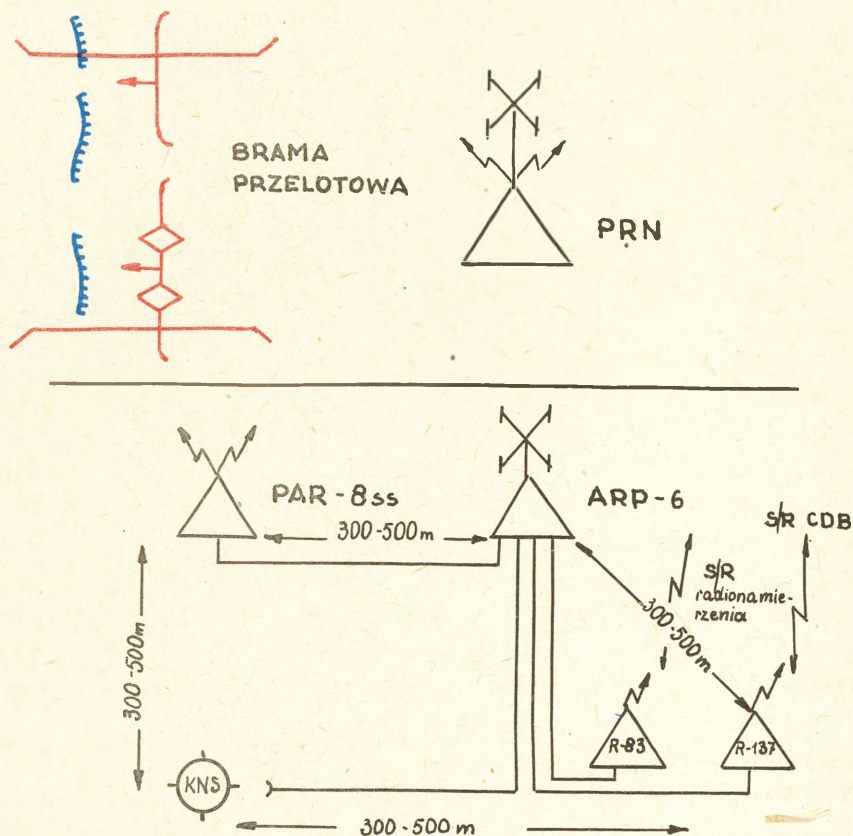 BRAMA
PRZELOTOWA
PRN
PAR-8ss
ARP-6
300-500m
S/R CDB
S/R
radionamie-
rzenia
300-500m
300-500m
R-83
R-137
KNS
300-500m